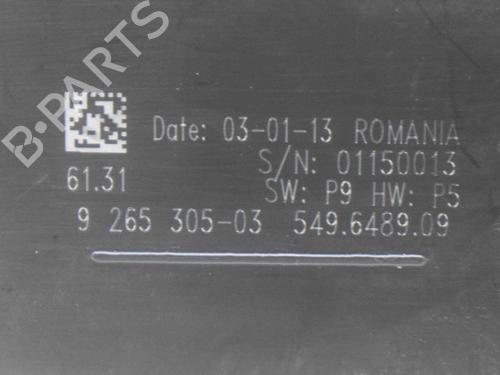 B-PARTS
Date: 03-01-13 ROMANIA
S/N: 01150013
61.31
SW: P9 HW: P5
9 265 305-03 549.6489.09